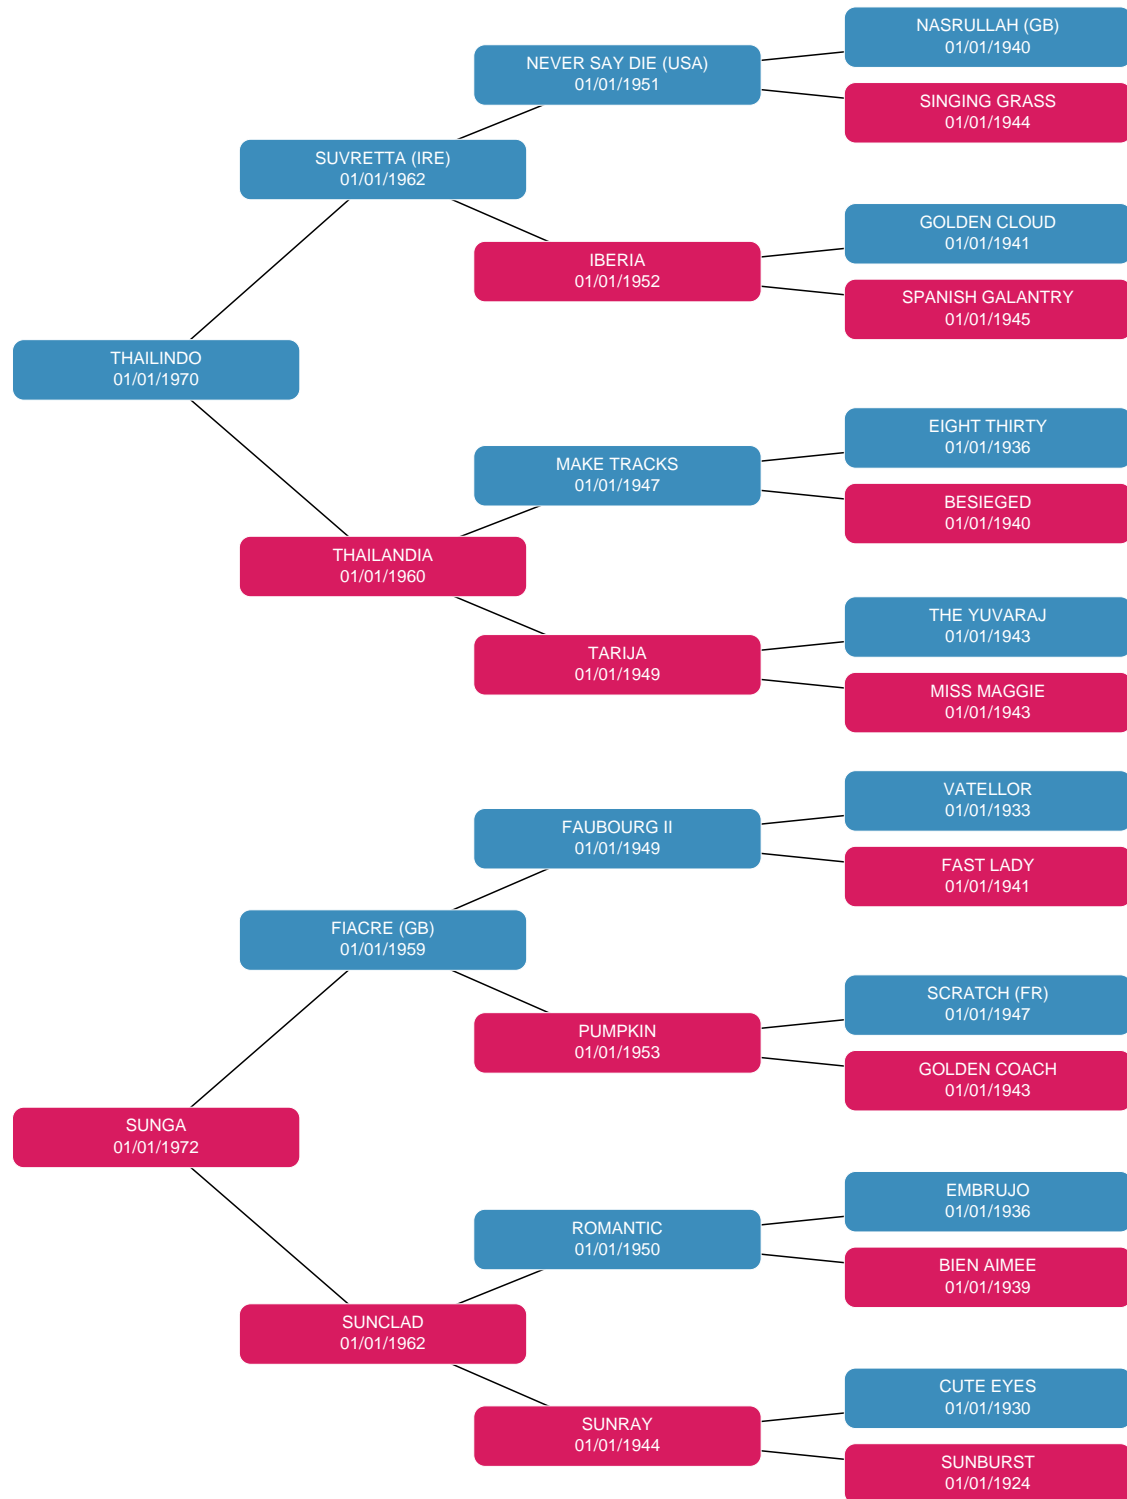 NASRULLAH (GB)
01/01/1940
NEVER SAY DIE (USA)
01/01/1951
SINGING GRASS
01/01/1944
SUVRETTA (IRE)
01/01/1962
GOLDEN CLOUD
01/01/1941
IBERIA
01/01/1952
SPANISH GALANTRY
01/01/1945
THAILINDO
01/01/1970
EIGHT THIRTY
01/01/1936
MAKE TRACKS
01/01/1947
BESIEGED
01/01/1940
THAILANDIA
01/01/1960
THE YUVARAJ
01/01/1943
TARIJA
01/01/1949
MISS MAGGIE
01/01/1943
VATELLOR
01/01/1933
FAUBOURG II
01/01/1949
FAST LADY
01/01/1941
FIACRE (GB)
01/01/1959
SCRATCH (FR)
01/01/1947
PUMPKIN
01/01/1953
GOLDEN COACH
01/01/1943
SUNGA
01/01/1972
EMBRUJO
01/01/1936
ROMANTIC
01/01/1950
BIEN AIMEE
01/01/1939
SUNCLAD
01/01/1962
CUTE EYES
01/01/1930
SUNRAY
01/01/1944
SUNBURST
01/01/1924